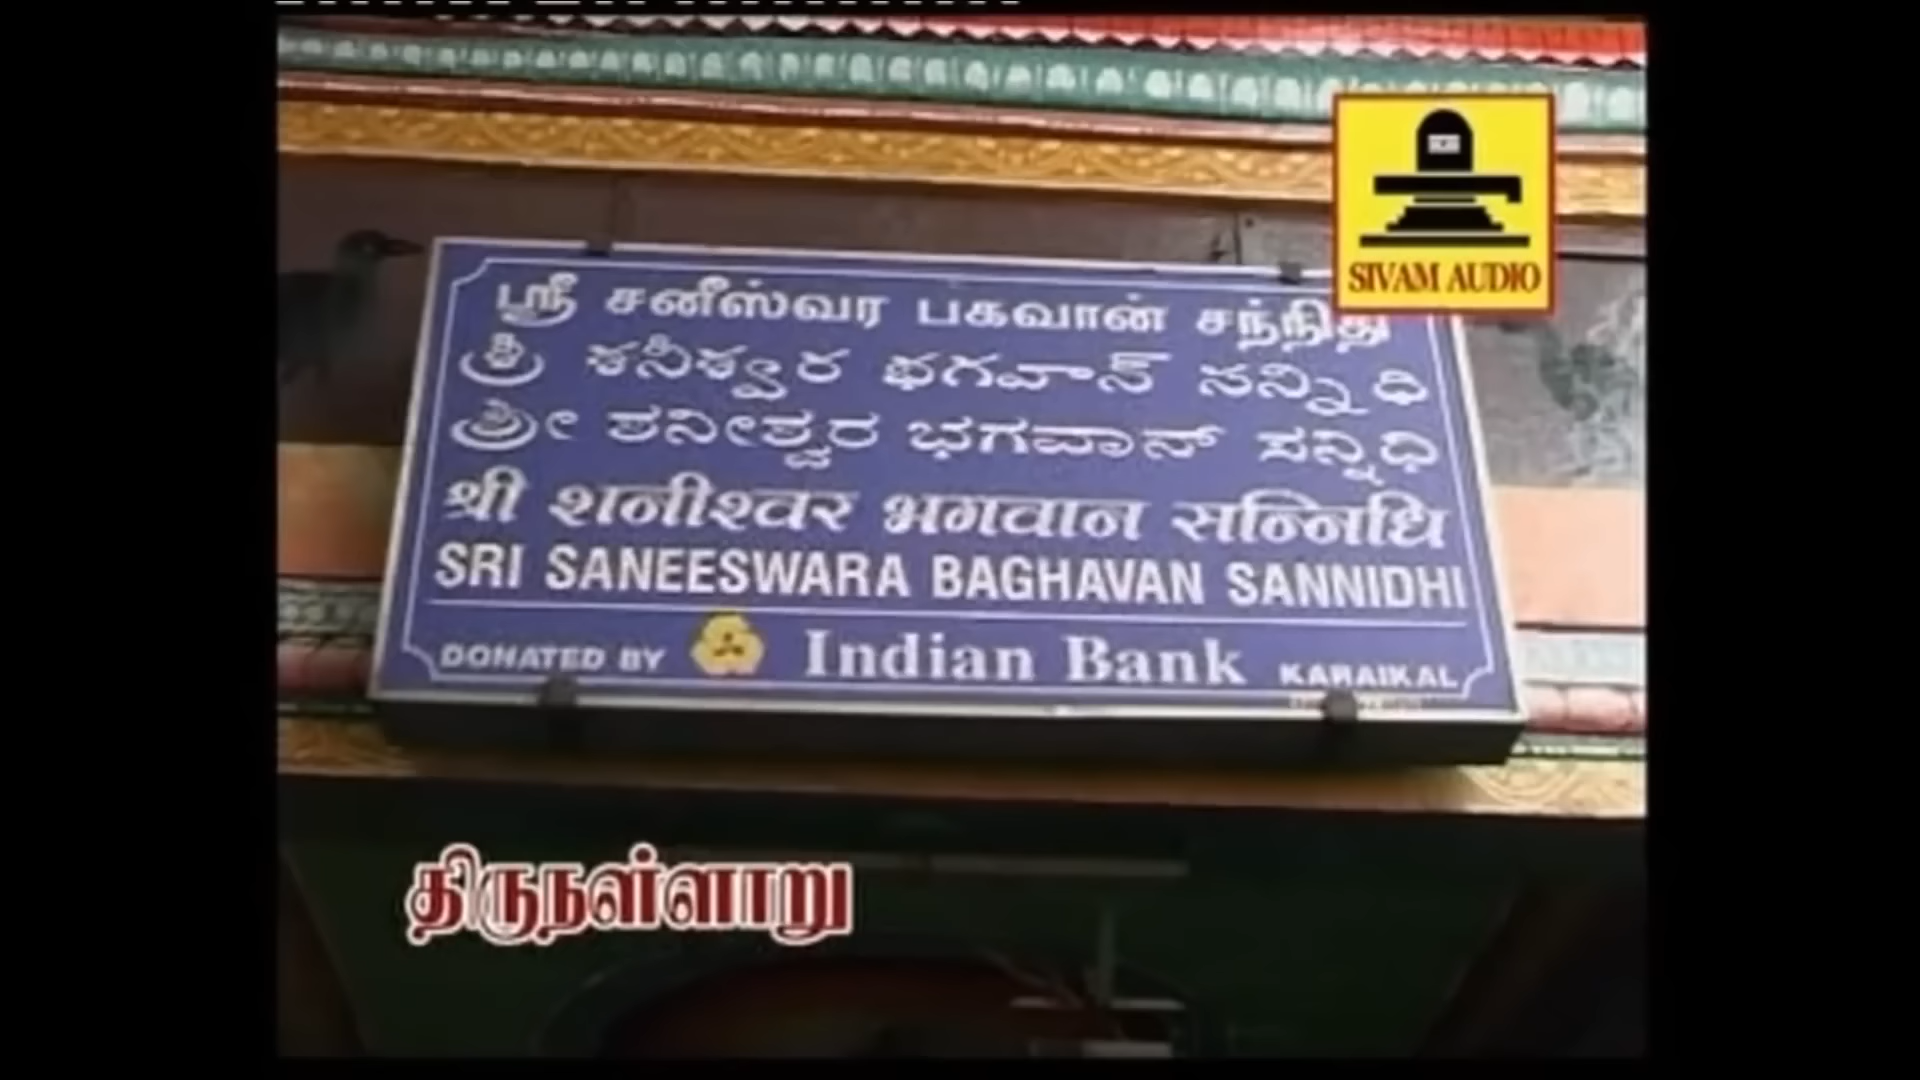 SIVAM AUDIO
ஸ்ரீ சனீஸ்வர பகவான் சந்நிதி
శ్రీ శనీశ్వర భగవాన్ సన్నిధి
ಶ್ರೀ ಶನೀಶ್ವರ ಭಗವಾನ್ ಸನ್ನಿಧಿ
श्री शनीश्वर भगवान सन्निधि
SRI SANEESWARA BAGHAVAN SANNIDHI
DONATED BY Indian Bank KARAIKAL
திருநள்ளாறு